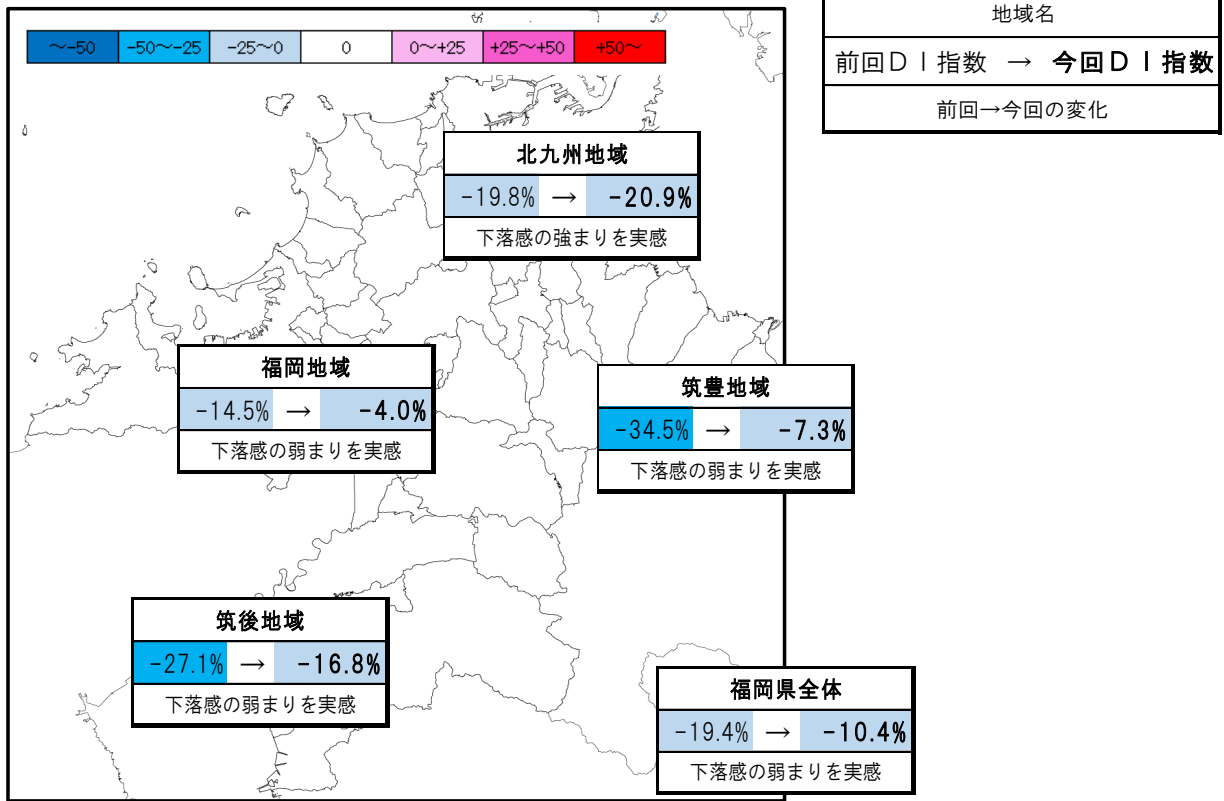 ～-50 -50～-25 -25～0 0 0～+25 +25～+50 +50～
地域名
前回ＤＩ指数 → 今回ＤＩ指数
前回→今回の変化
北九州地域
-19.8% → -20.9%
下落感の強まりを実感
福岡地域
-14.5% → -4.0%
下落感の弱まりを実感
筑豊地域
-34.5% → -7.3%
下落感の弱まりを実感
筑後地域
-27.1% → -16.8%
下落感の弱まりを実感
福岡県全体
-19.4% → -10.4%
下落感の弱まりを実感